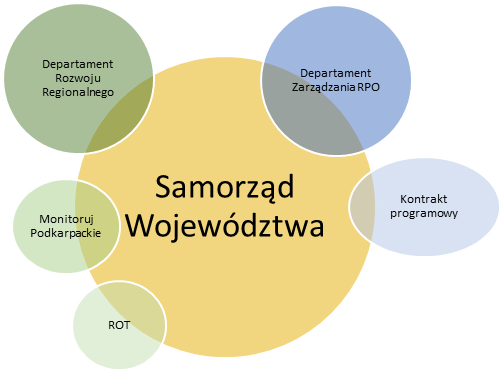 Departament
Rozwoju
Regionalnego
Departament
Zarządzania RPO
Samorząd
Województwa
Kontrakt
programowy
Monitoruj
Podkarpackie
ROT